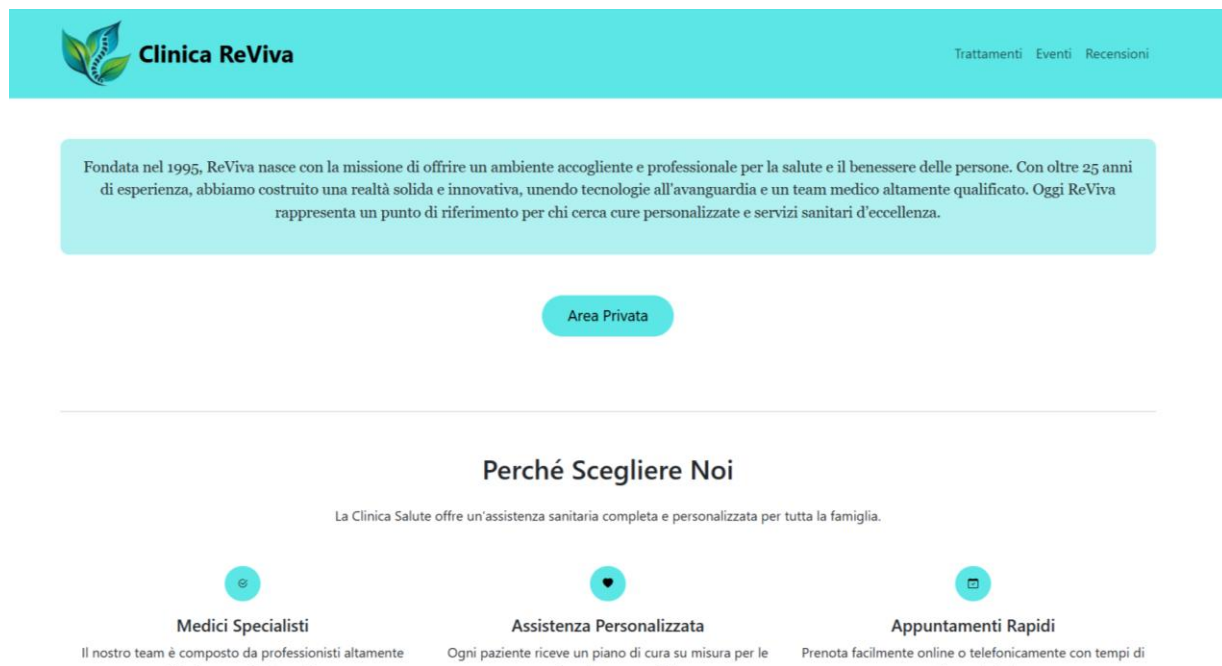 Clinica ReViva
Trattamenti Eventi Recensioni
Fondata nel 1995, ReViva nasce con la missione di offrire un ambiente accogliente e professionale per la salute e il benessere delle persone. Con oltre 25 anni
di esperienza, abbiamo costruito una realtà solida e innovativa, unendo tecnologie all'avanguardia e un team medico altamente qualificato. Oggi ReViva
rappresenta un punto di riferimento per chi cerca cure personalizzate e servizi sanitari d'eccellenza.
Area Privata
Perché Scegliere Noi
La Clinica Salute offre un'assistenza sanitaria completa e personalizzata per tutta la famiglia.
Medici Specialisti
Il nostro team è composto da professionisti altamente
Assistenza Personalizzata
Ogni paziente riceve un piano di cura su misura per le
Appuntamenti Rapidi
Prenota facilmente online o telefonicamente con tempi di